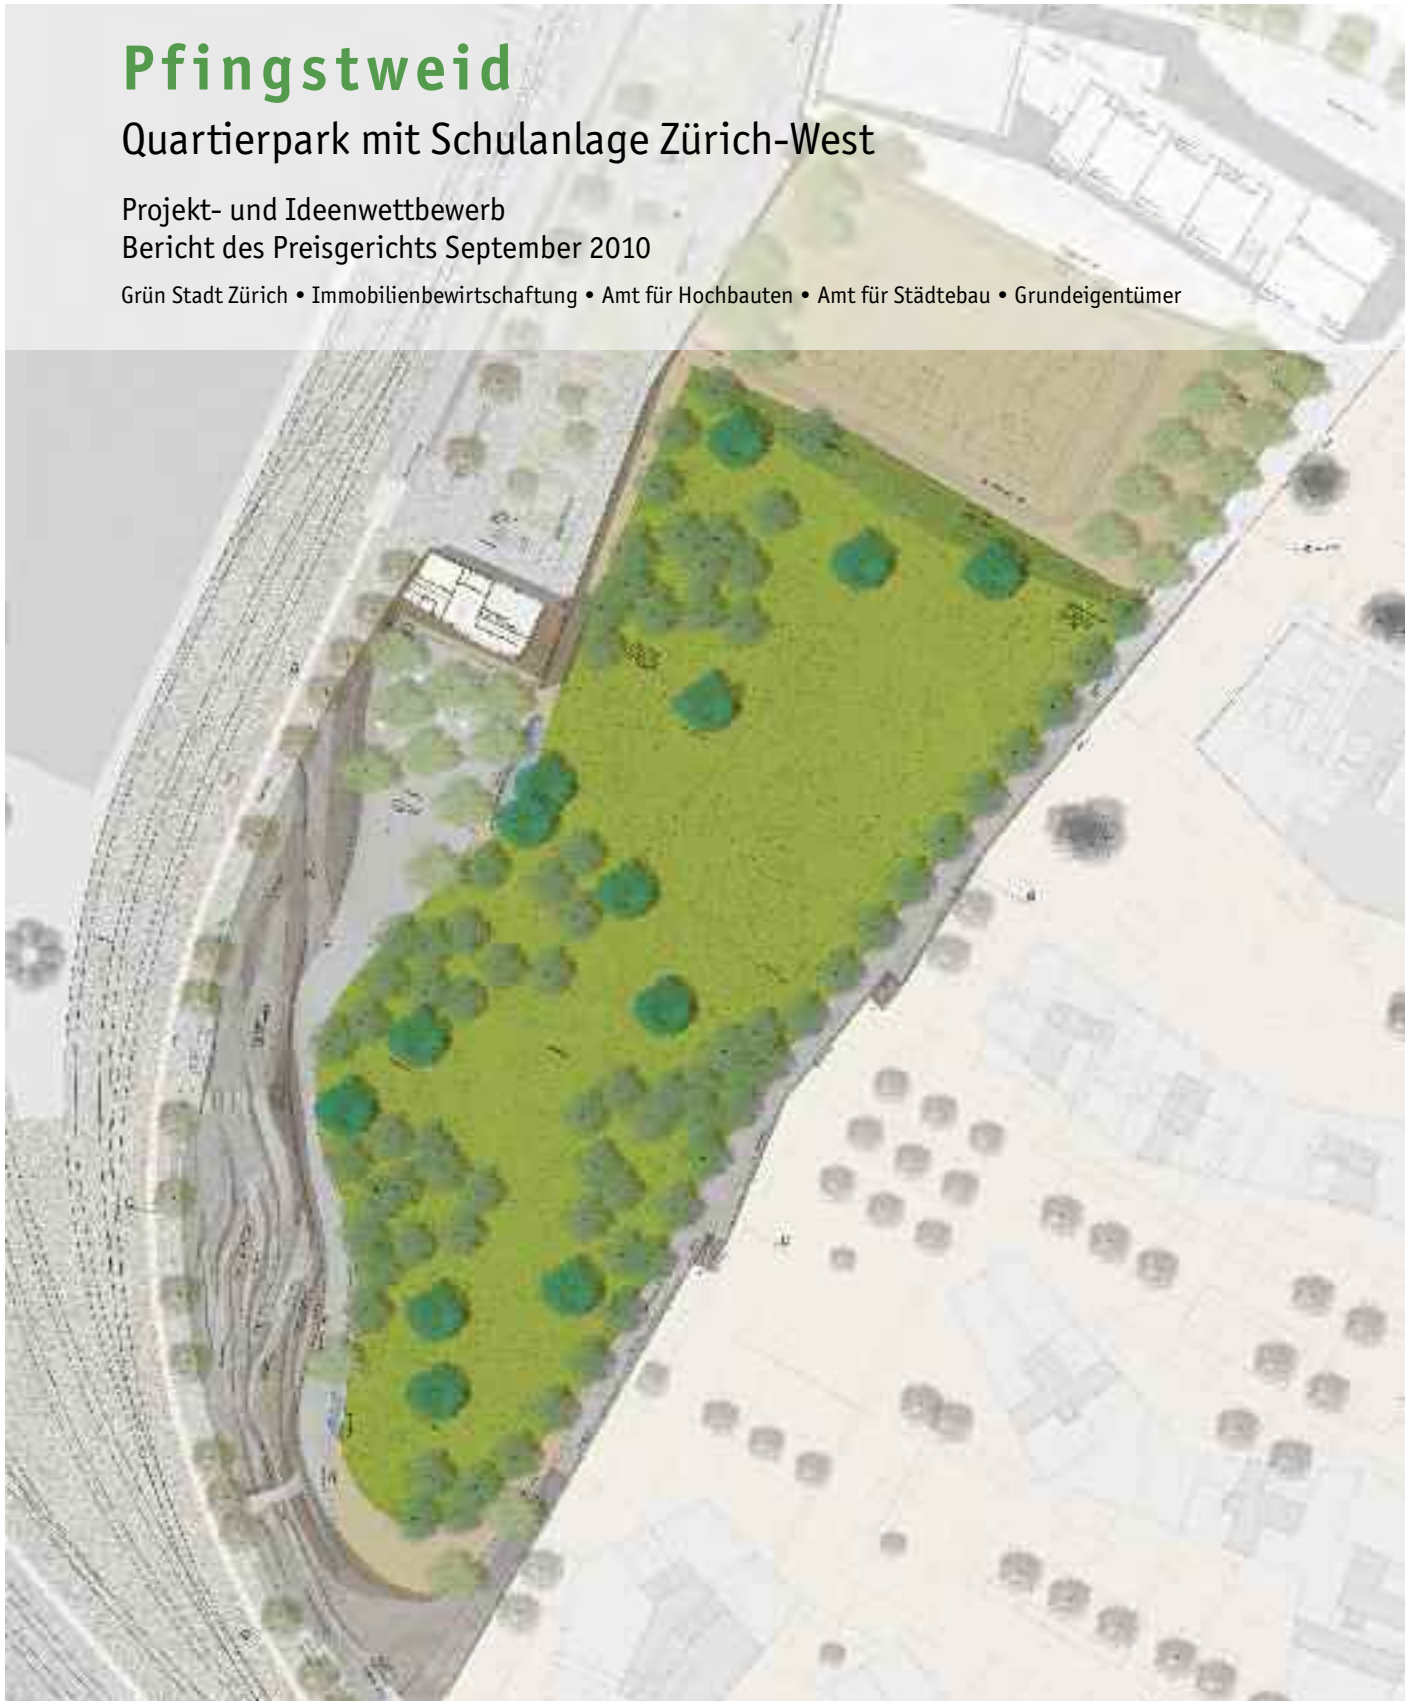 Pfingstweid
Quartierpark mit Schulanlage Zürich-West
Projekt- und Ideenwettbewerb
Bericht des Preisgerichts September 2010
Grün Stadt Zürich • Immobilienbewirtschaftung • Amt für Hochbauten • Amt für Städtebau • Grundeigentümer